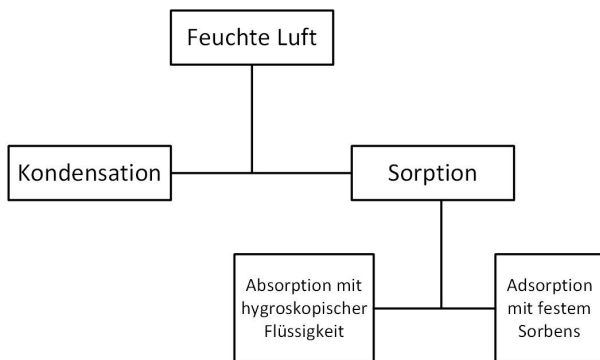 Feuchte Luft
Kondensation
Sorption
Absorption mit
hygroskopischer
Flüssigkeit
Adsorption
mit festem
Sorbens